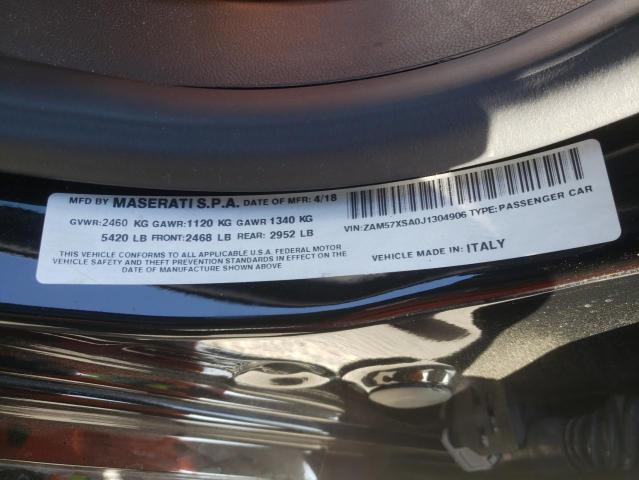 MFD BY MASERATI S.P.A. DATE OF MFR: 4/18
GVWR:2460 KG GAWR:1120 KG GAWR 1340 KG
5420 LB FRONT:2468 LB REAR: 2952 LB
THIS VEHICLE CONFORMS TO ALL APPLICABLE U.S.A. FEDERAL MOTOR
VEHICLE SAFETY AND THEFT PREVENTION STANDARDS IN EFFECT ON THE
DATE OF MANUFACTURE SHOWN ABOVE
VIN:ZAM57XSA0J1304906 TYPE:PASSENGER CAR
VEHICLE MADE IN: ITALY